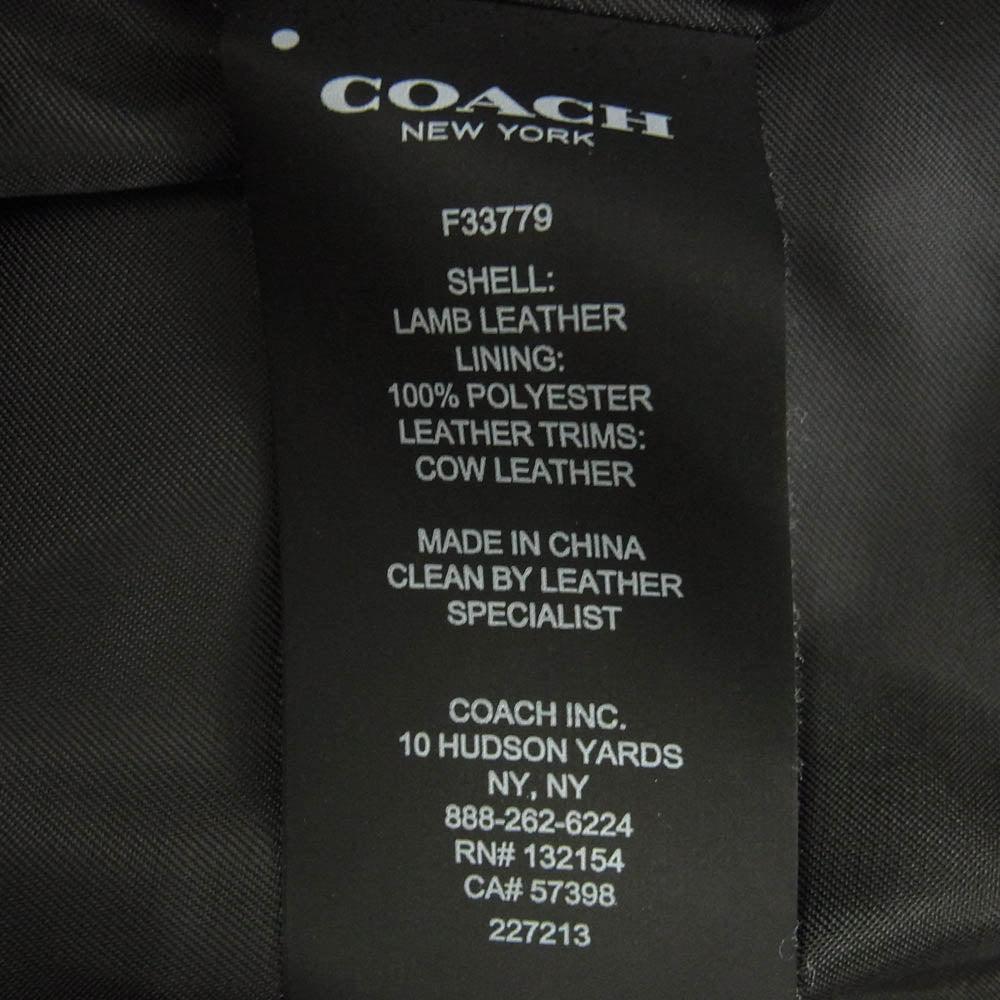 COACH
NEW YORK
F33779
SHELL:
LAMB LEATHER
LINING:
100% POLYESTER
LEATHER TRIMS:
COW LEATHER
MADE IN CHINA
CLEAN BY LEATHER
SPECIALIST
COACH INC.
10 HUDSON YARDS
NY, NY
888-262-6224
RN# 132154
CA# 57398
227213